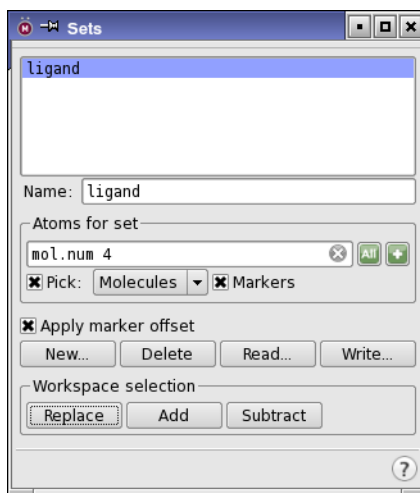 Sets
ligand
Name: ligand
Atoms for set
mol.num 4 All
Pick: Molecules Markers
Apply marker offset
New... Delete Read... Write...
Workspace selection
Replace Add Subtract
?